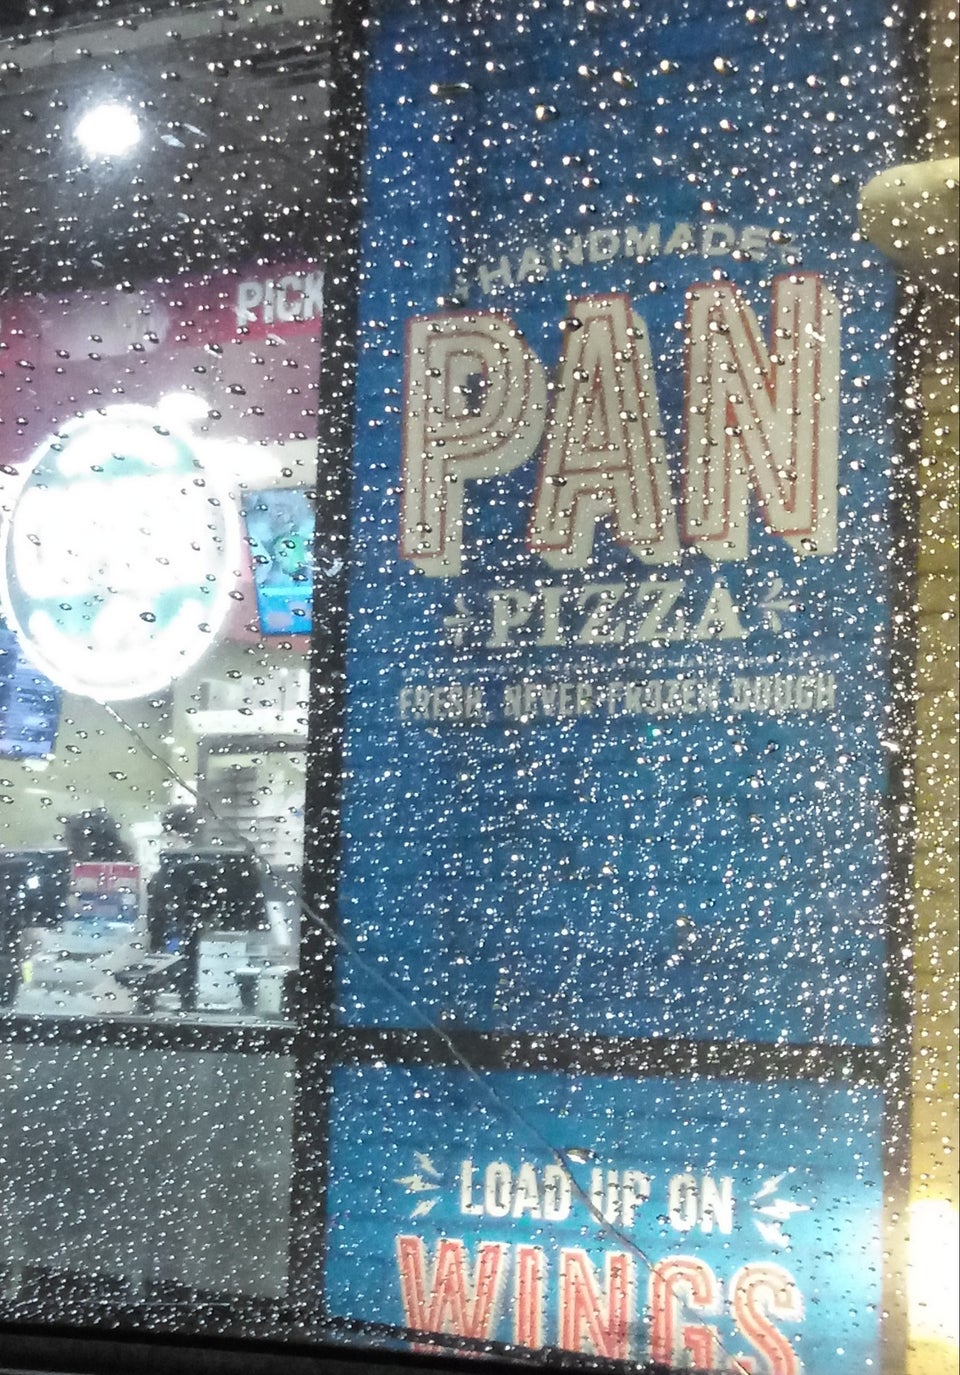 PICK
HANDMADE
PAN
PIZZA
FRESH, NEVER FROZEN DOUGH
LOAD UP ON
WINGS